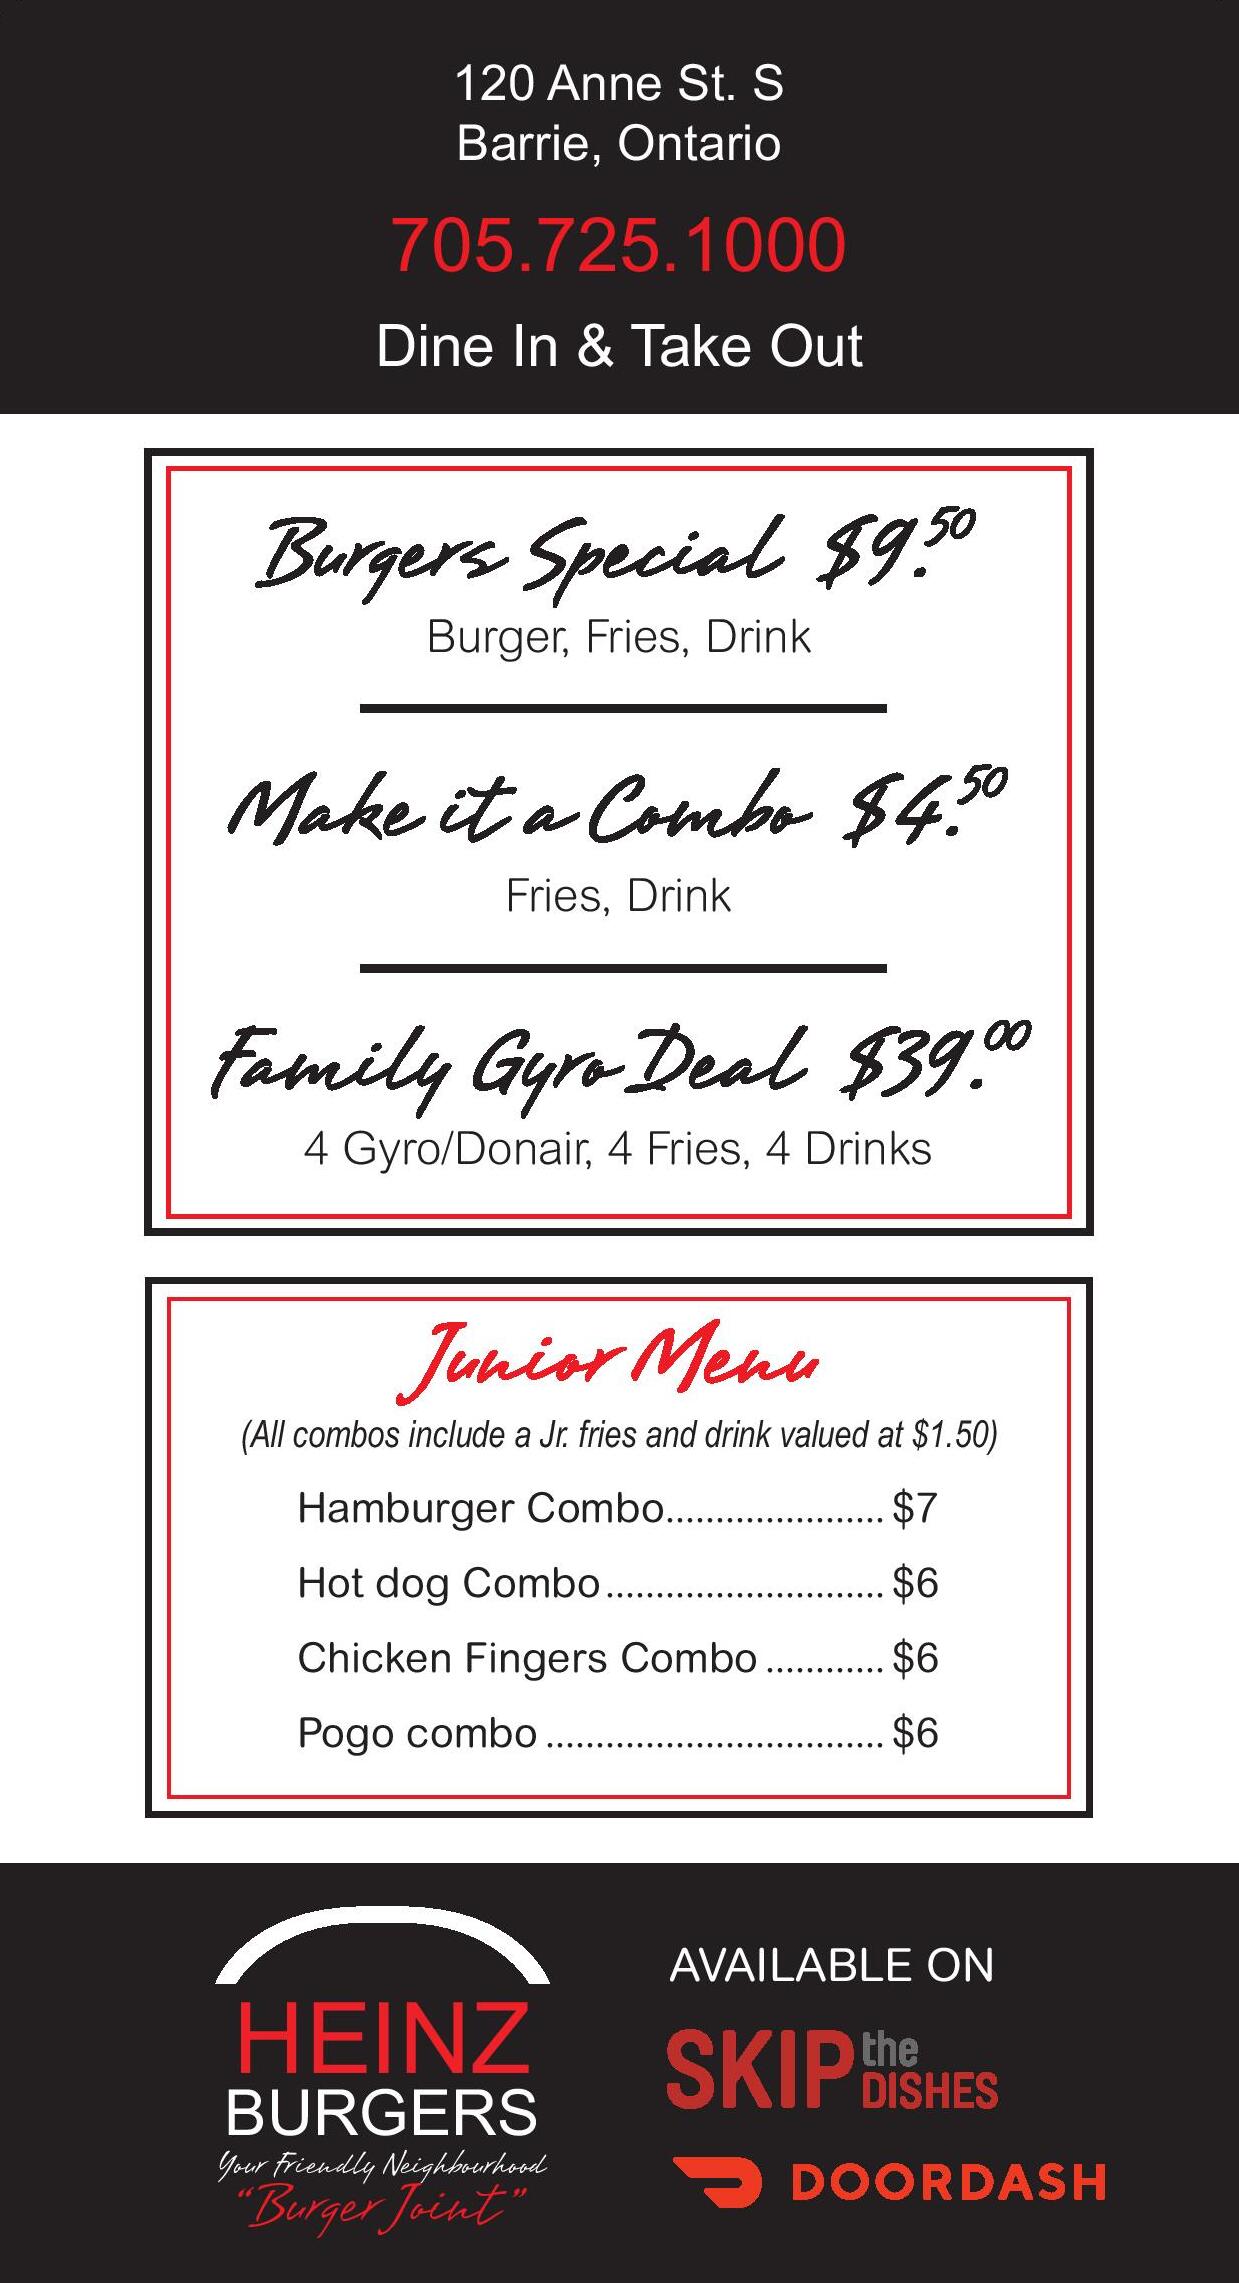 120 Anne St. S
Barrie, Ontario
705.725.1000
Dine In & Take Out
Burgers Special $9.50
Burger, Fries, Drink
Make it a Combo $4.50
Fries, Drink
Family Gyro Deal $39.00
4 Gyro/Donair, 4 Fries, 4 Drinks
Junior Menu
(All combos include a Jr. fries and drink valued at $1.50)
Hamburger Combo...................... $7
Hot dog Combo............................ $6
Chicken Fingers Combo ............ $6
Pogo combo .................................. $6
HEINZ
BURGERS
Your Friendly Neighbourhood
"Burger Joint"
AVAILABLE ON
SKIP the DISHES
DOORDASH